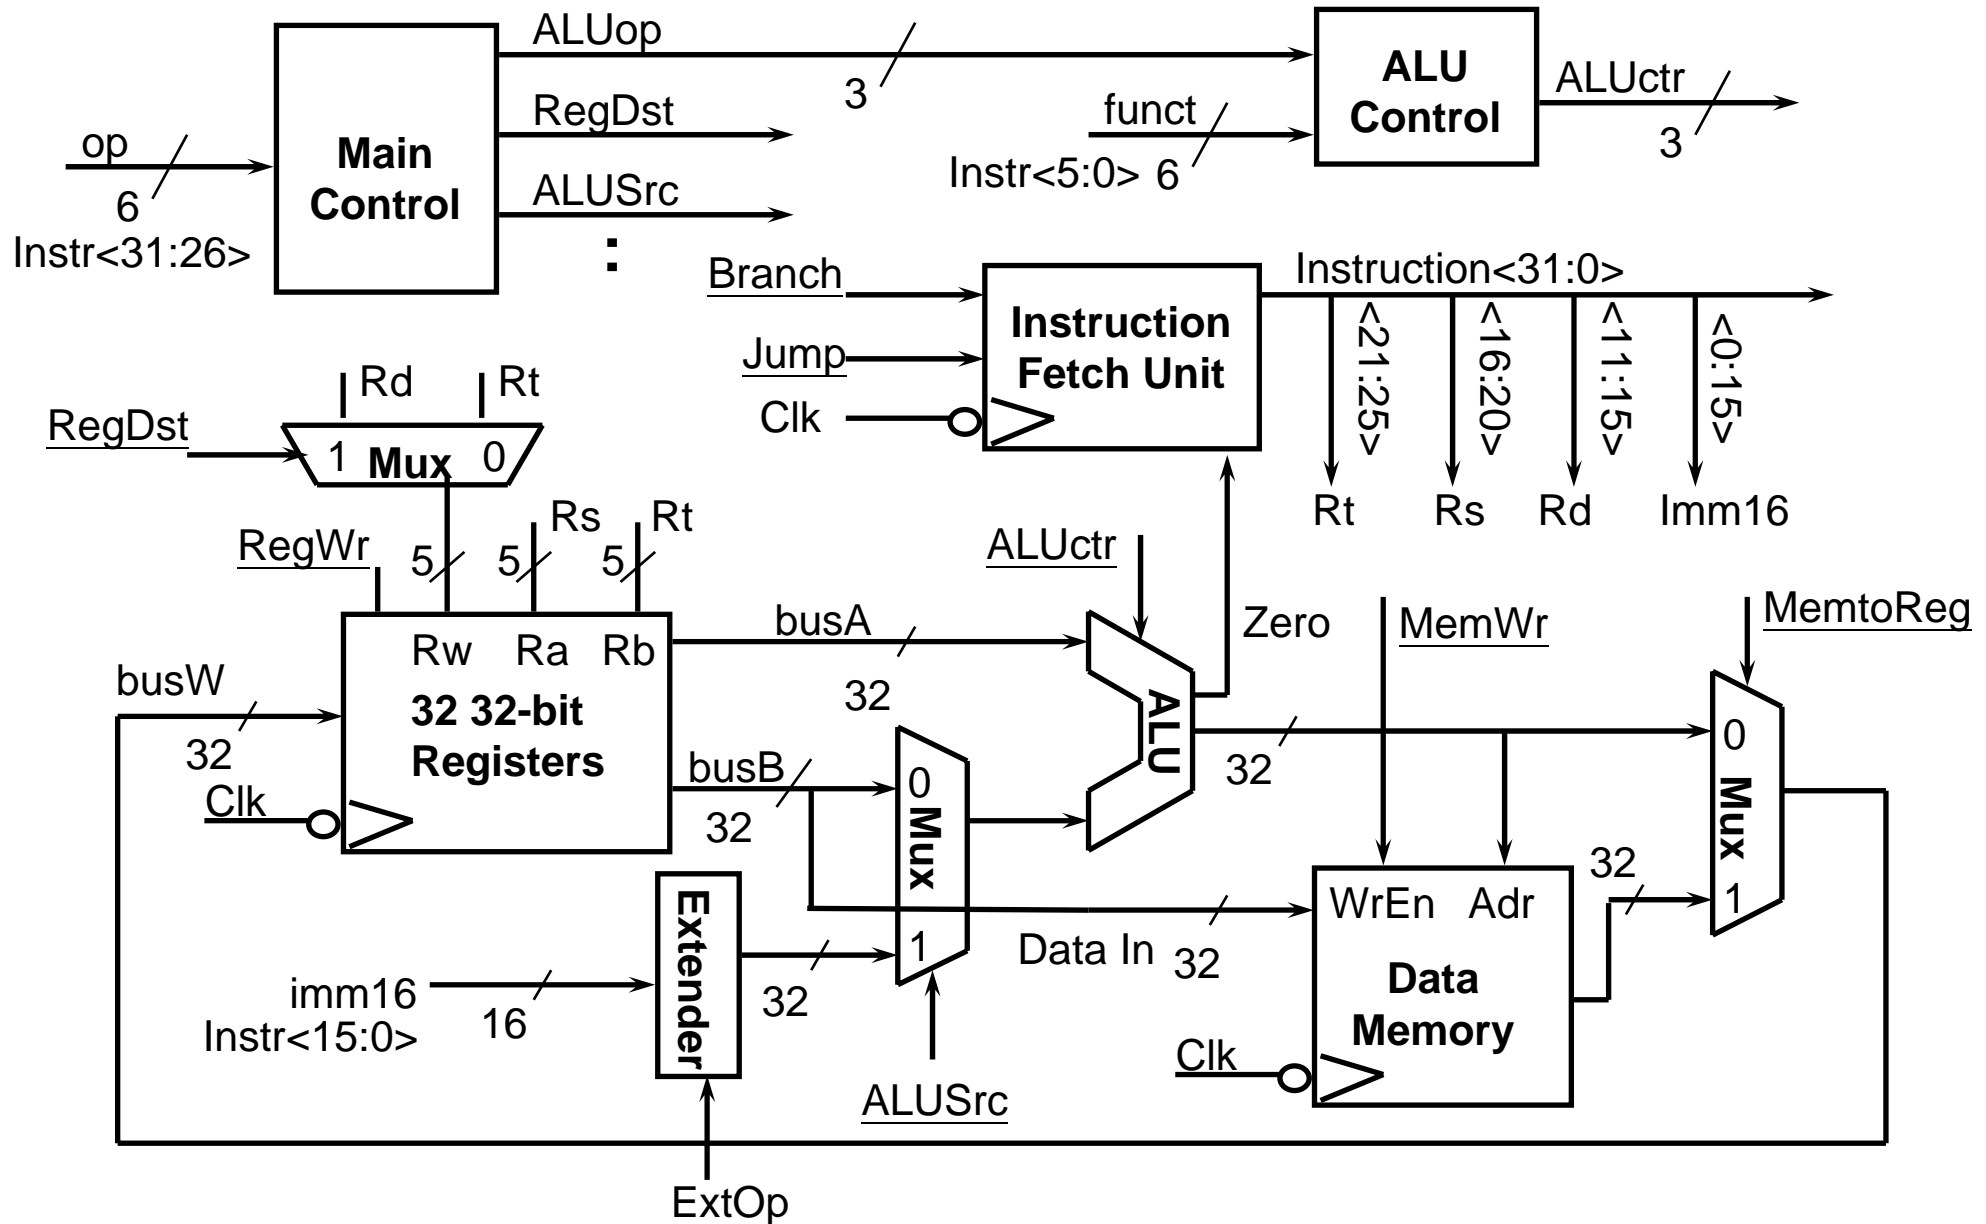 ALUop
3
RegDst
ALUSrc
:
op
6
Instr<31:26>
Main
Control
funct
Instr<5:0> 6
ALU
Control
ALUctr
3
Branch
Jump
Clk
Instruction
Fetch Unit
Instruction<31:0>
<21:25>
<16:20>
<11:15>
<0:15>
Rt
Rs
Rd
Imm16
Rd
Rt
RegDst
1
Mux
0
RegWr
5
5
Rs
5
Rt
Rw
Ra
Rb
32 32-bit
Registers
busW
32
Clk
busA
32
busB
32
0
Mux
1
ALUctr
ALU
Zero
32
MemWr
MemtoReg
0
Mux
1
32
WrEn
Adr
Data
Memory
Clk
Data In
32
Extender
32
imm16
Instr<15:0>
16
ALUSrc
ExtOp